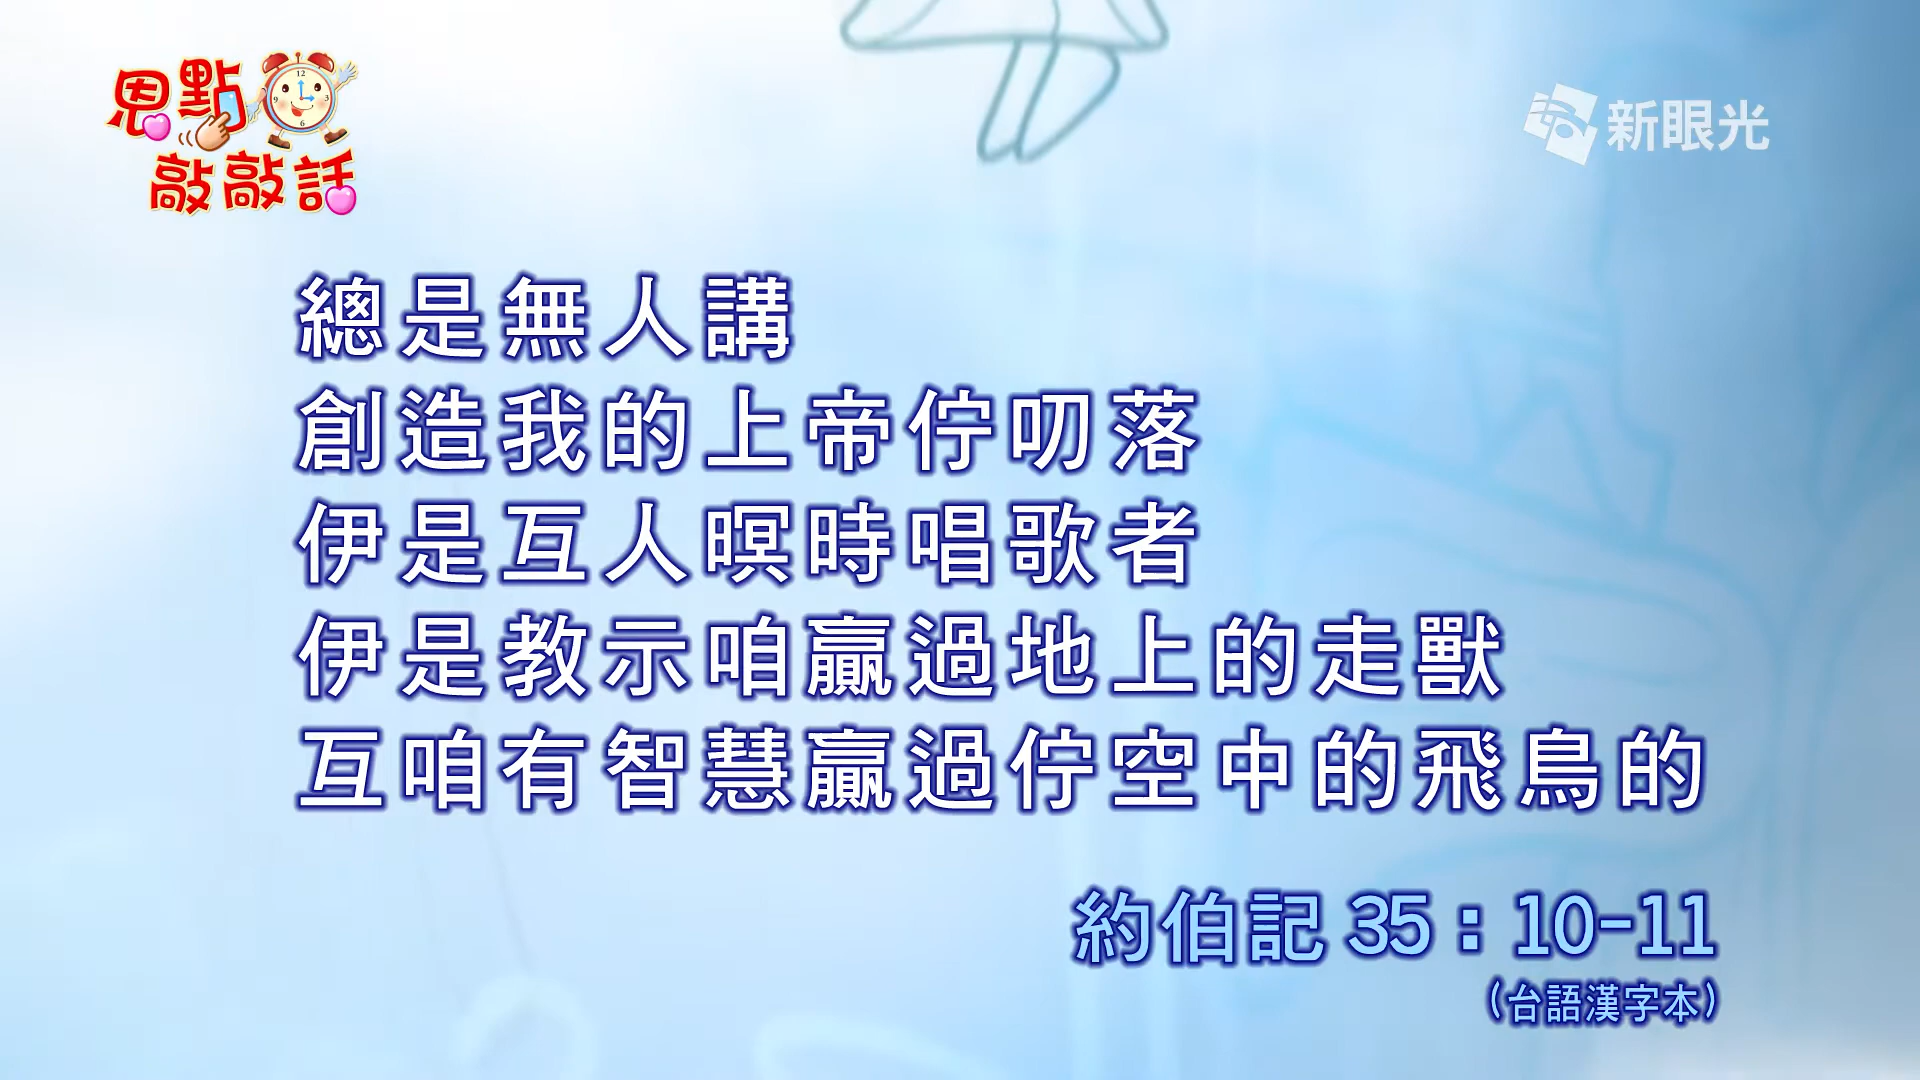 恩點
敲敲話
新眼光
總是無人講
創造我的上帝佇叨落
伊是互人暝時唱歌者
伊是教示咱贏過地上的走獸
互咱有智慧贏過佇空中的飛鳥的
約伯記 35：10-11
（台語漢字本）